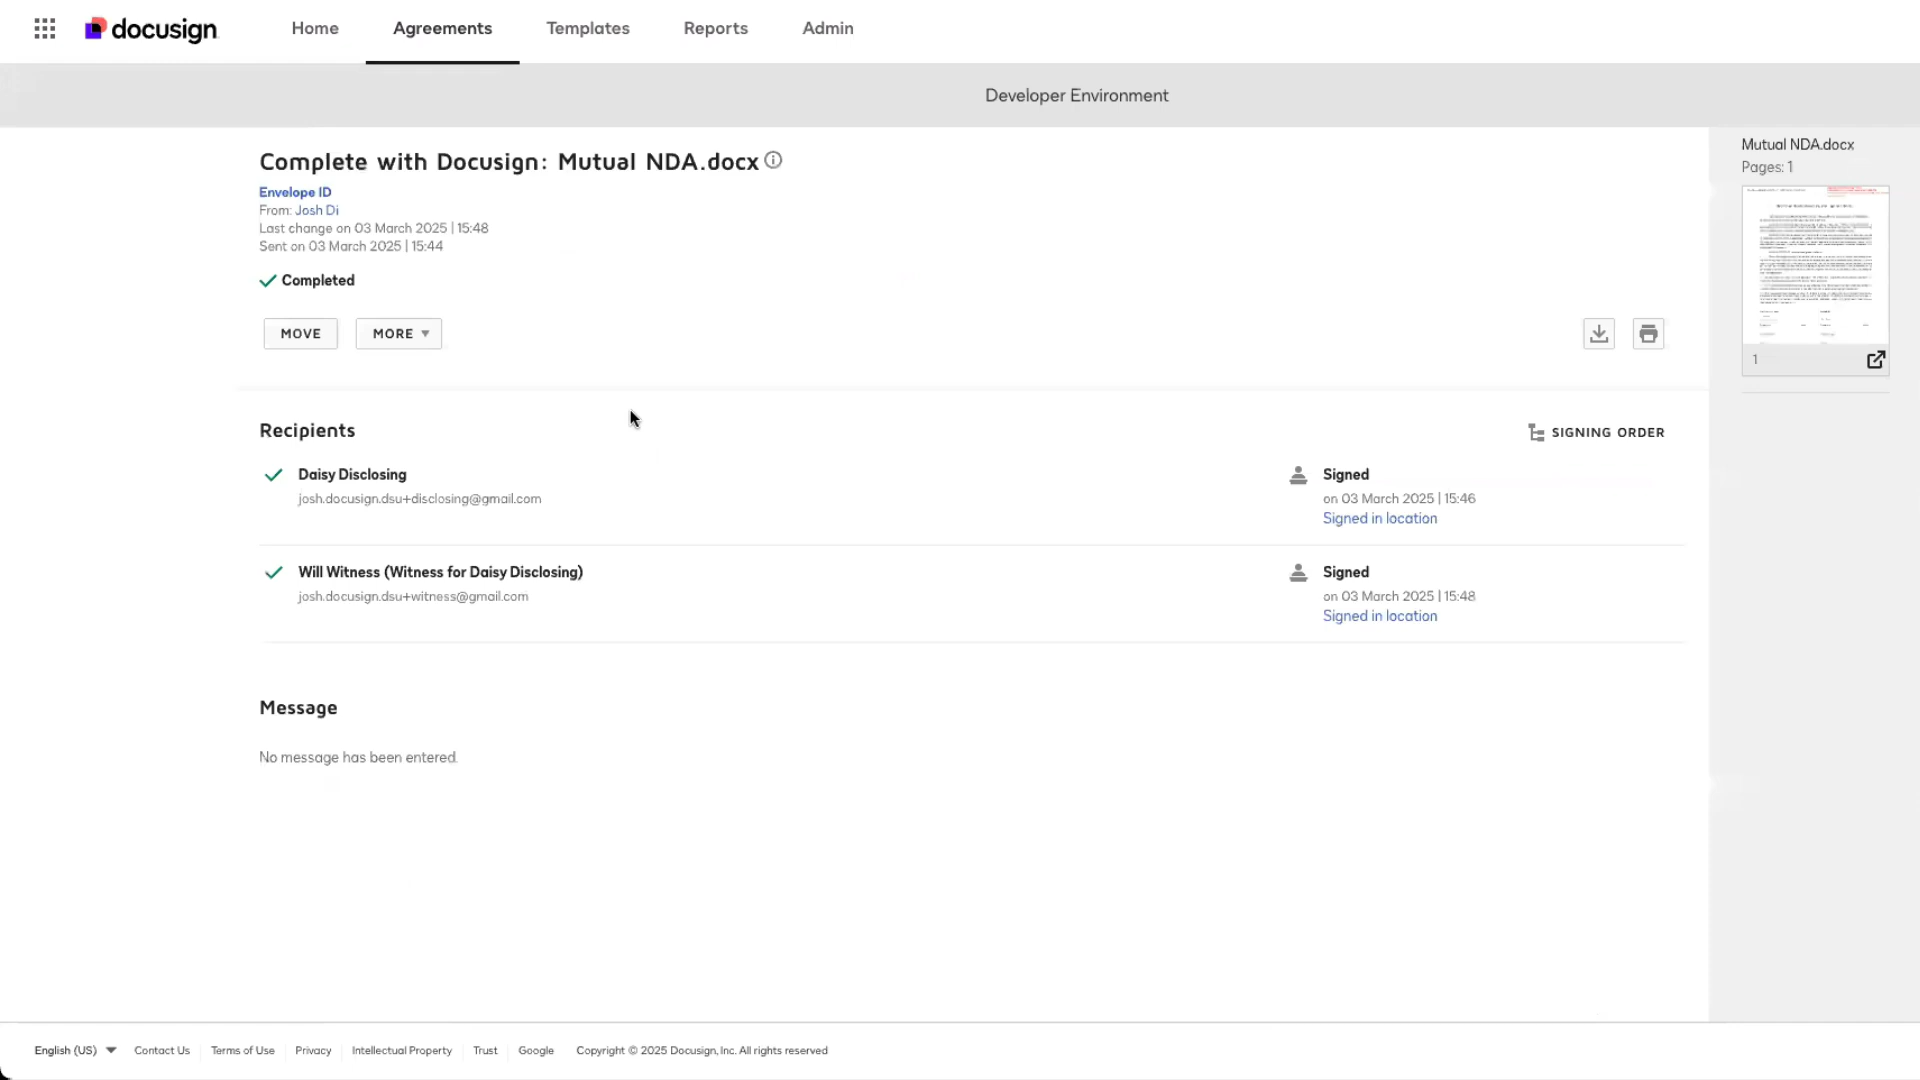 docusign
Home
Agreements
Templates
Reports
Admin
Developer Environment
Complete with Docusign: Mutual NDA.docx
Envelope ID
From: Josh Di
Last change on 03 March 2025 | 15:48
Sent on 03 March 2025 | 15:44
Completed
MOVE
MORE
Recipients
SIGNING ORDER
Daisy Disclosing
josh.docusign.dsu+disclosing@gmail.com
Signed
on 03 March 2025 | 15:46
Signed in location
Will Witness (Witness for Daisy Disclosing)
josh.docusign.dsu+witness@gmail.com
Signed
on 03 March 2025 | 15:48
Signed in location
Message
No message has been entered.
Mutual NDA.docx
Pages: 1
1
English (US)
Contact Us
Terms of Use
Privacy
Intellectual Property
Trust
Google
Copyright © 2025 Docusign, Inc. All rights reserved